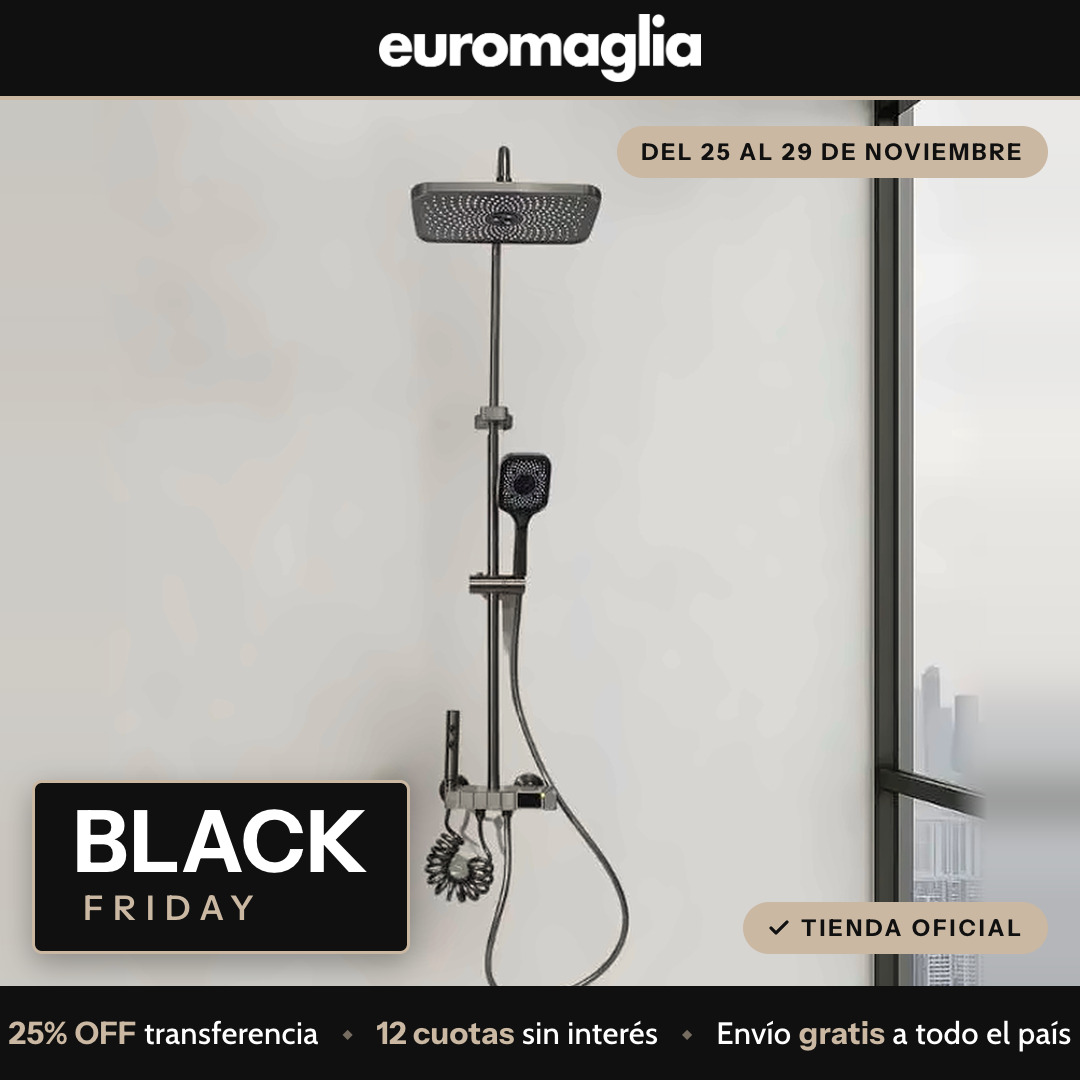 euromaglia
DEL 25 AL 29 DE NOVIEMBRE
BLACK
FRIDAY
TIENDA OFICIAL
25% OFF transferencia ◆ 12 cuotas sin interés ◆ Envío gratis a todo el país